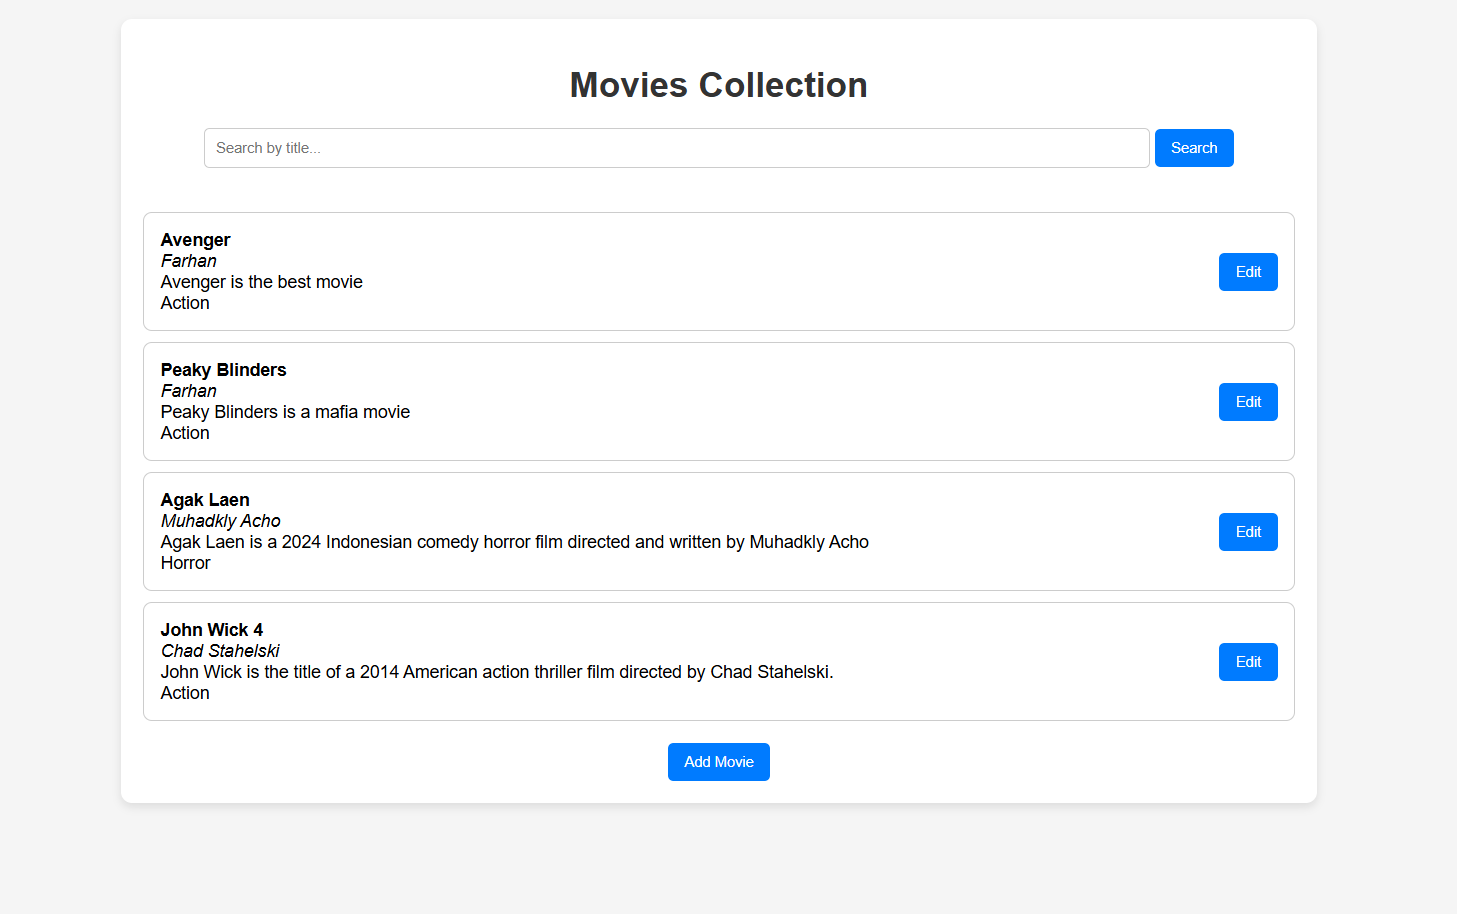 Movies Collection
Search by title...
Search
Avenger
Farhan
Avenger is the best movie
Action
Edit
Peaky Blinders
Farhan
Peaky Blinders is a mafia movie
Action
Edit
Agak Laen
Muhadkly Acho
Agak Laen is a 2024 Indonesian comedy horror film directed and written by Muhadkly Acho
Horror
Edit
John Wick 4
Chad Stahelski
John Wick is the title of a 2014 American action thriller film directed by Chad Stahelski.
Action
Edit
Add Movie